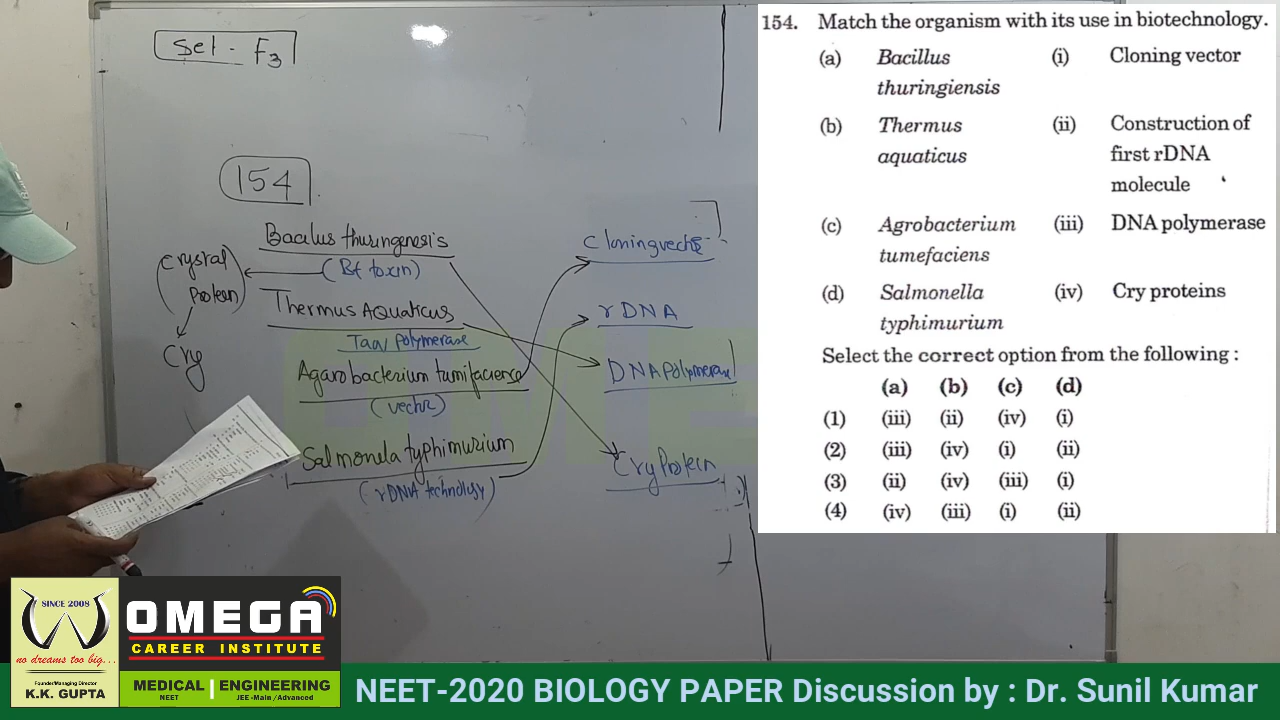 Set - F3
154
Bacilus thuringenesis
(Bt toxin)
Crystal
Protein
Cry
Thermus Aquaticus
Taq polymerase
Agarobacterium tumifacienes
(vector)
Salmonela typhimurium
(rDNA technology)
Cloning vector
rDNA
DNA Polymerase
Cry Protein
154. Match the organism with its use in biotechnology.
(a) Bacillus (i) Cloning vector
thuringiensis
(b) Thermus (ii) Construction of
aquaticus first rDNA
molecule
(c) Agrobacterium (iii) DNA polymerase
tumefaciens
(d) Salmonella (iv) Cry proteins
typhimurium
Select the correct option from the following :
(a) (b) (c) (d)
(1) (iii) (ii) (iv) (i)
(2) (iii) (iv) (i) (ii)
(3) (ii) (iv) (iii) (i)
(4) (iv) (iii) (i) (ii)
SINCE 2008
no dreams too big...
Founder/Managing Director
K.K. GUPTA
OMEGA
CAREER INSTITUTE
MEDICAL | ENGINEERING
NEET JEE-Main /Advanced
NEET-2020 BIOLOGY PAPER Discussion by : Dr. Sunil Kumar